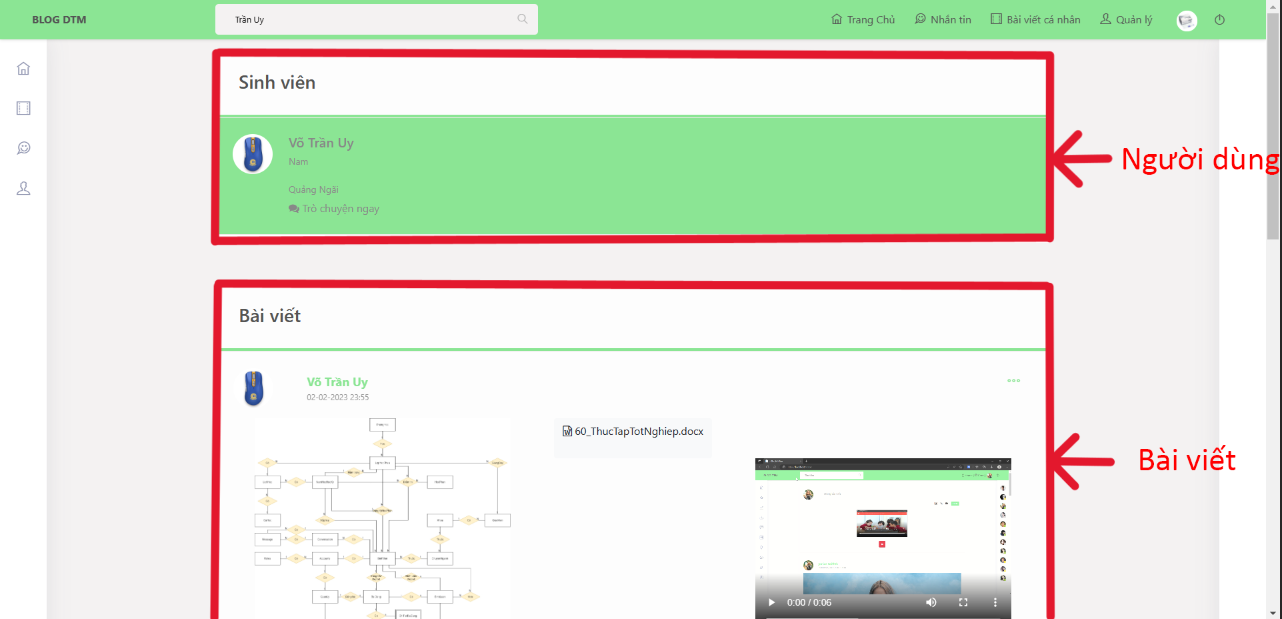 BLOG DTM
Trần Uy
Trang Chủ
Nhắn tin
Bài viết cá nhân
Quản lý
Sinh viên
Võ Trần Uy
Nam
Quảng Ngãi
Trò chuyện ngay
Người dùng
Bài viết
Võ Trần Uy
02-02-2023 23:55
60_ThucTapTotNghiep.docx
Bài viết
0:00 / 0:06